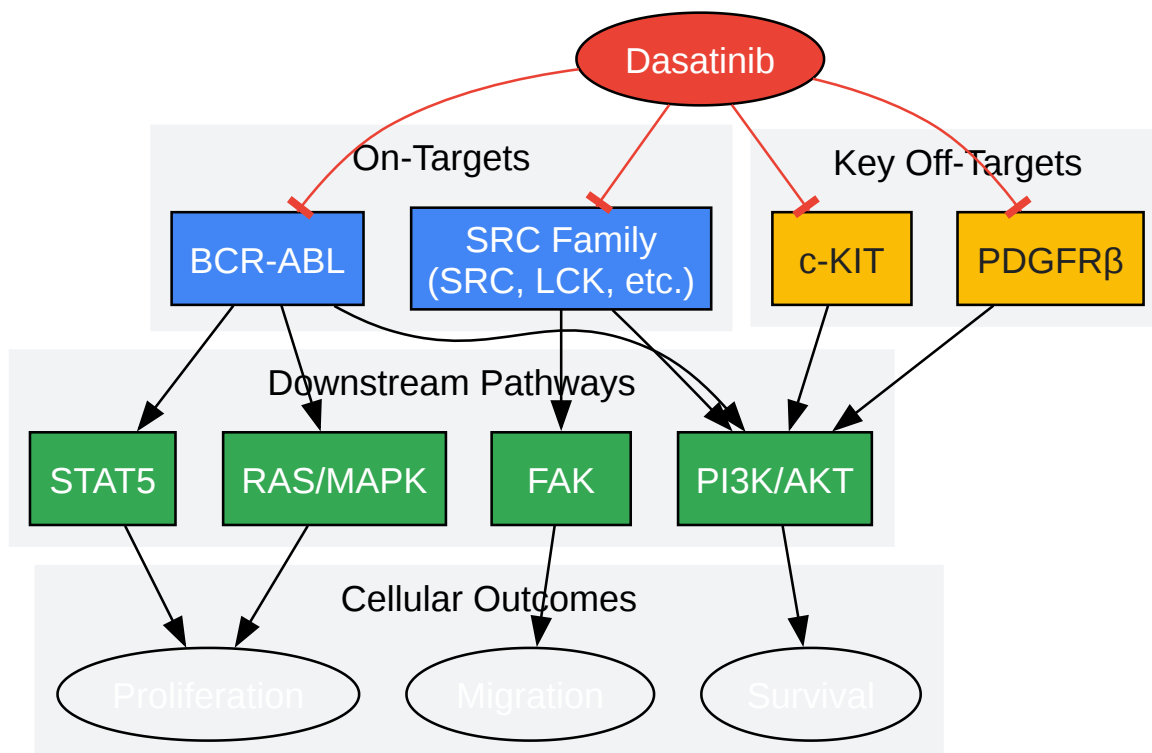 Dasatinib
On-Targets
Key Off-Targets
BCR-ABL
SRC Family
(SRC, LCK, etc.)
c-KIT
PDGFRβ
Downstream Pathways
STAT5
RAS/MAPK
FAK
PI3K/AKT
Cellular Outcomes
Proliferation
Migration
Survival